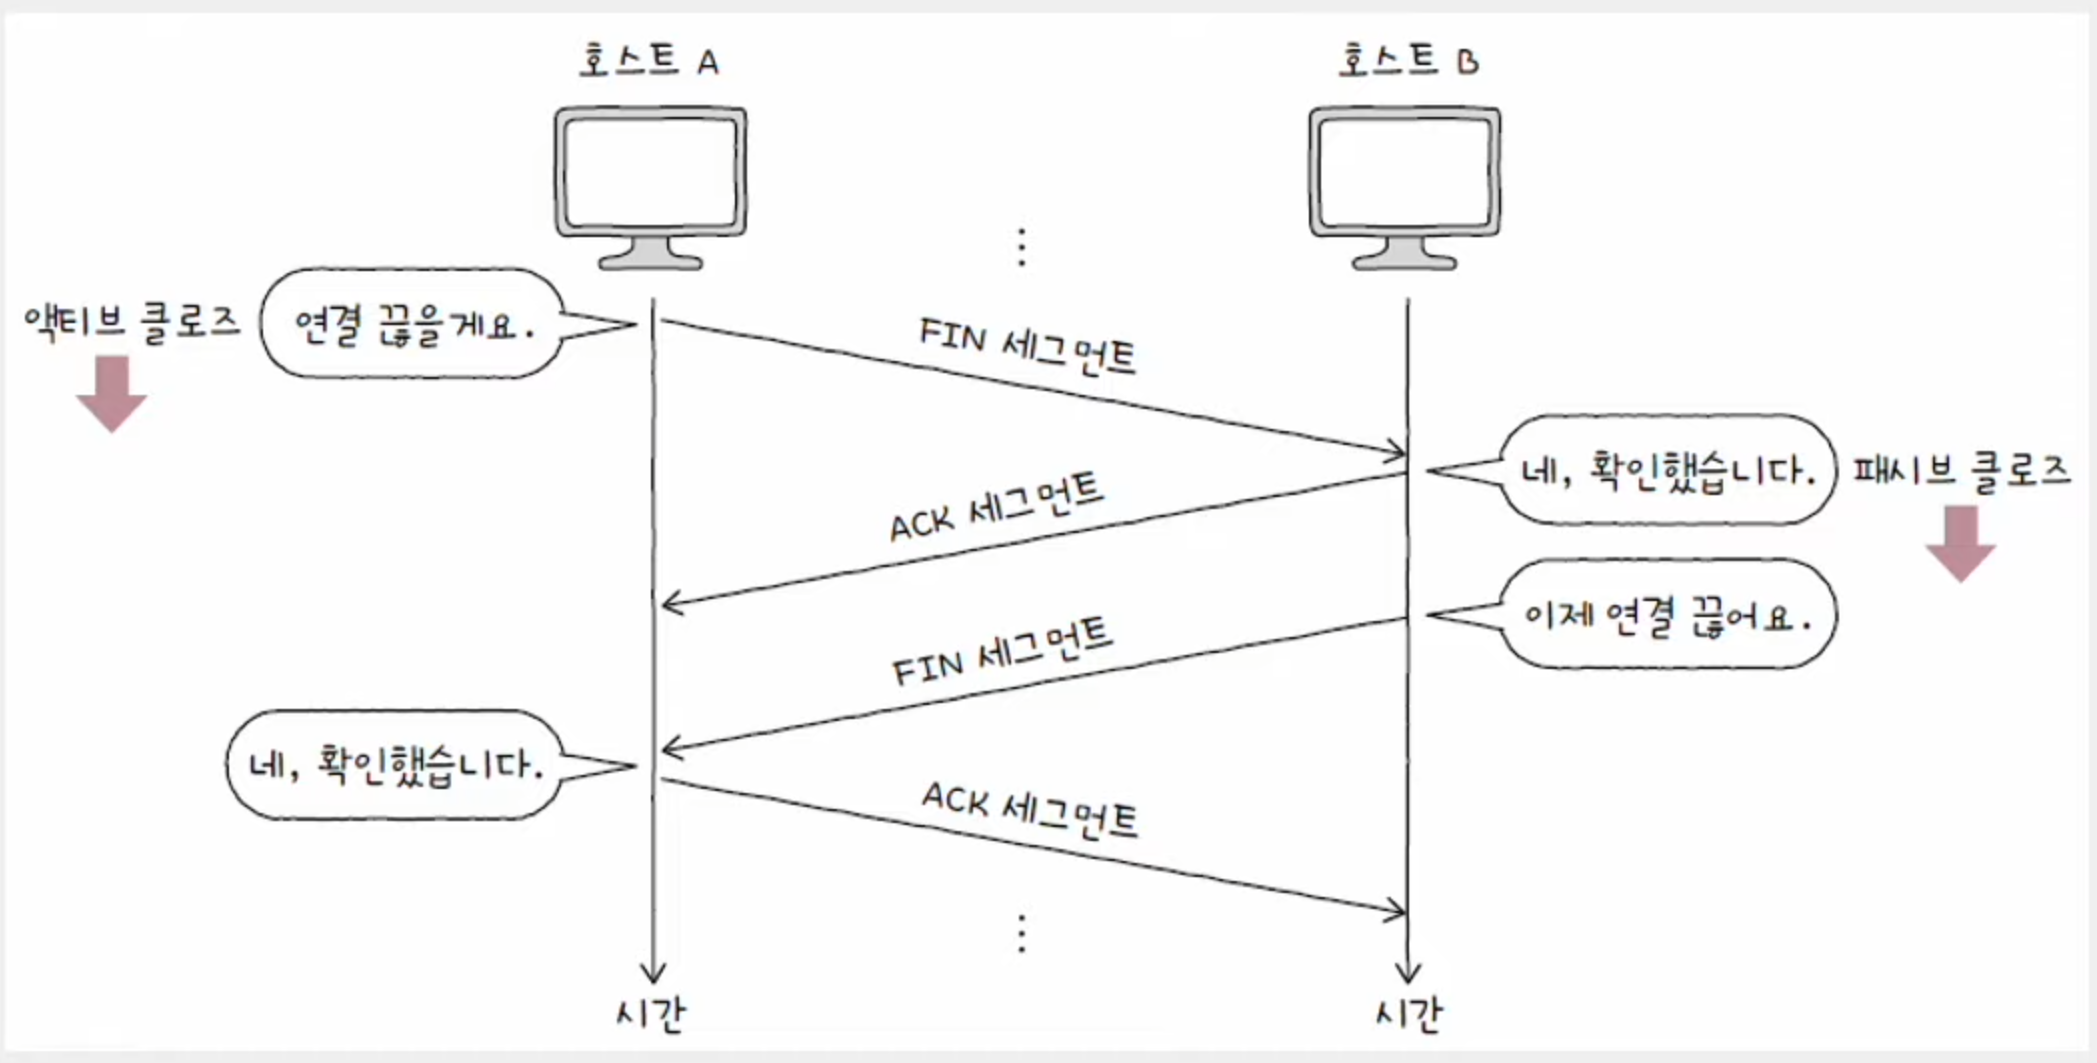 호스트 A
호스트 B
액티브 클로즈
연결 끊을게요.
FIN 세그먼트
네, 확인했습니다.
패시브 클로즈
ACK 세그먼트
이제 연결 끊어요.
FIN 세그먼트
네, 확인했습니다.
ACK 세그먼트
시간
시간